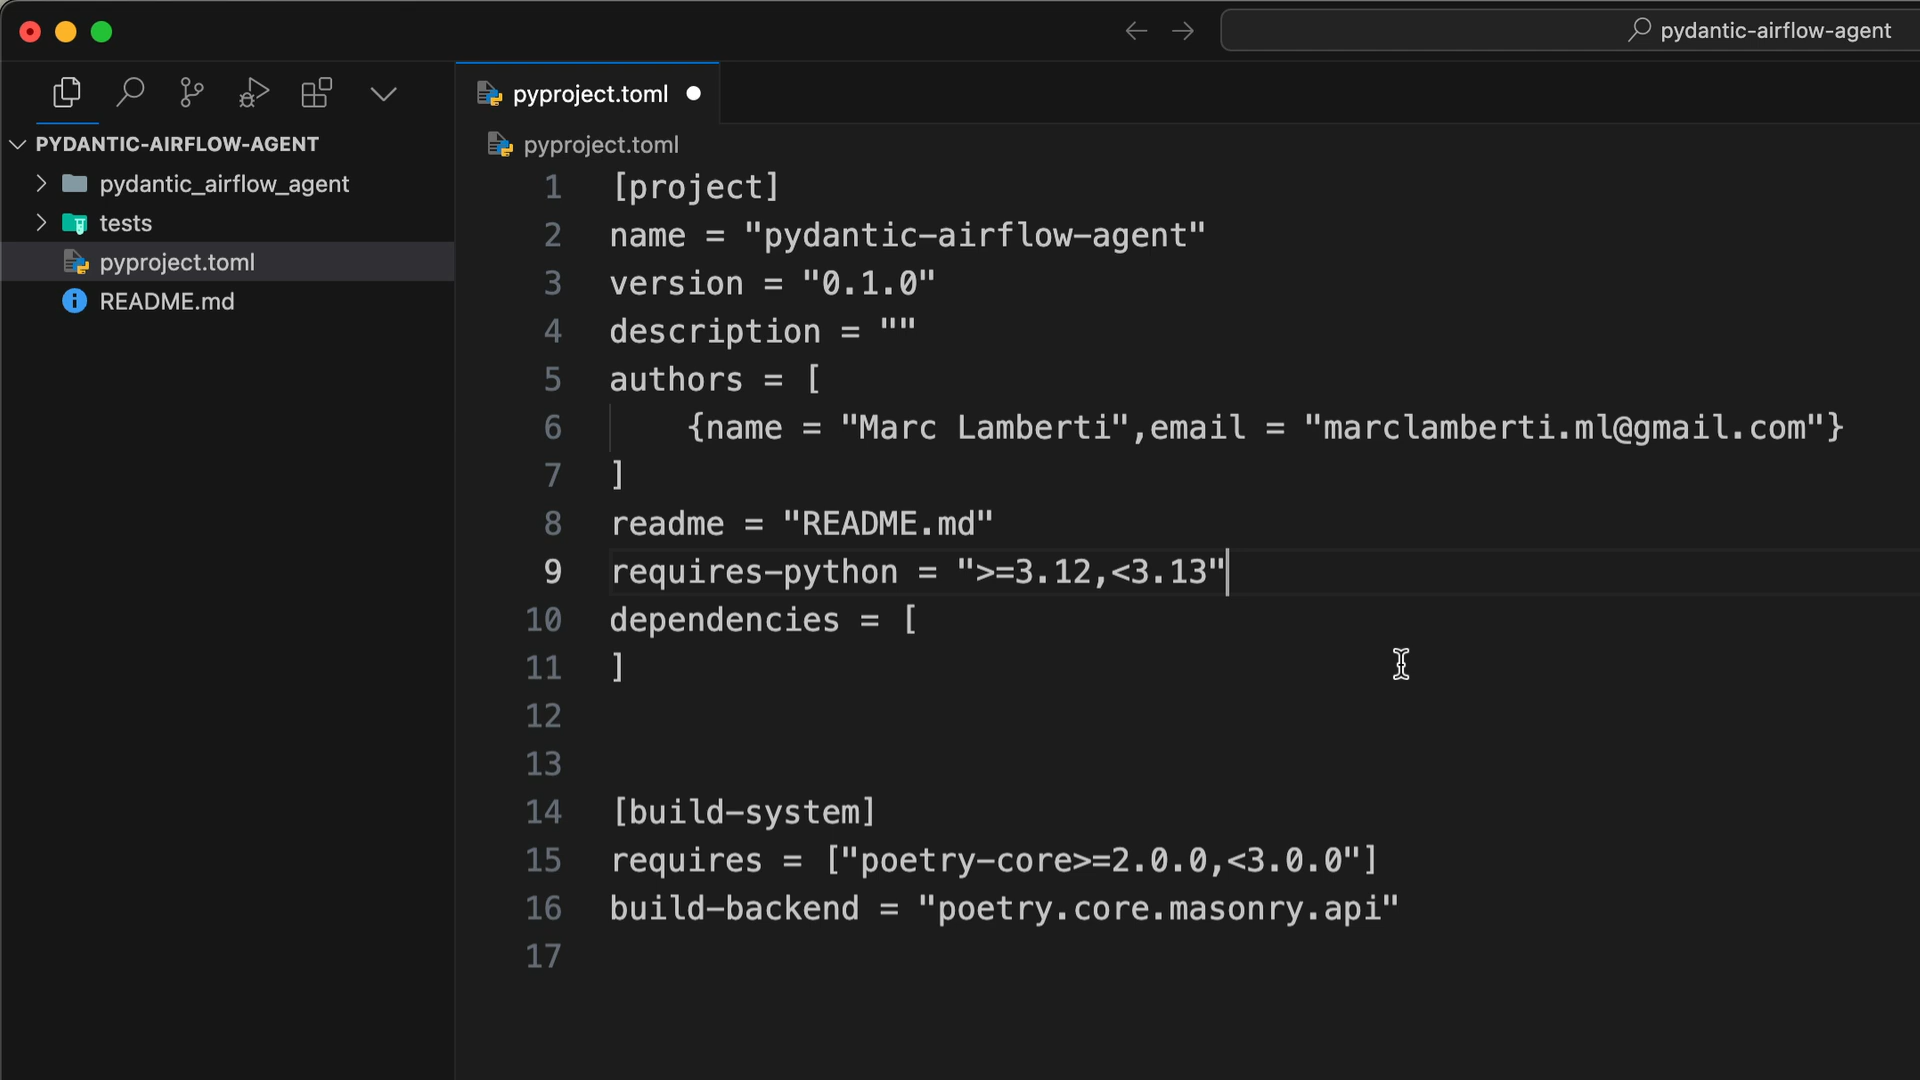 pydantic-airflow-agent
PYDANTIC-AIRFLOW-AGENT
pydantic_airflow_agent
tests
pyproject.toml
README.md
pyproject.toml
pyproject.toml
1 [project]
2 name = "pydantic-airflow-agent"
3 version = "0.1.0"
4 description = ""
5 authors = [
6     {name = "Marc Lamberti",email = "marclamberti.ml@gmail.com"}
7 ]
8 readme = "README.md"
9 requires-python = ">=3.12,<3.13"
10 dependencies = [
11 ]
12
13
14 [build-system]
15 requires = ["poetry-core>=2.0.0,<3.0.0"]
16 build-backend = "poetry.core.masonry.api"
17